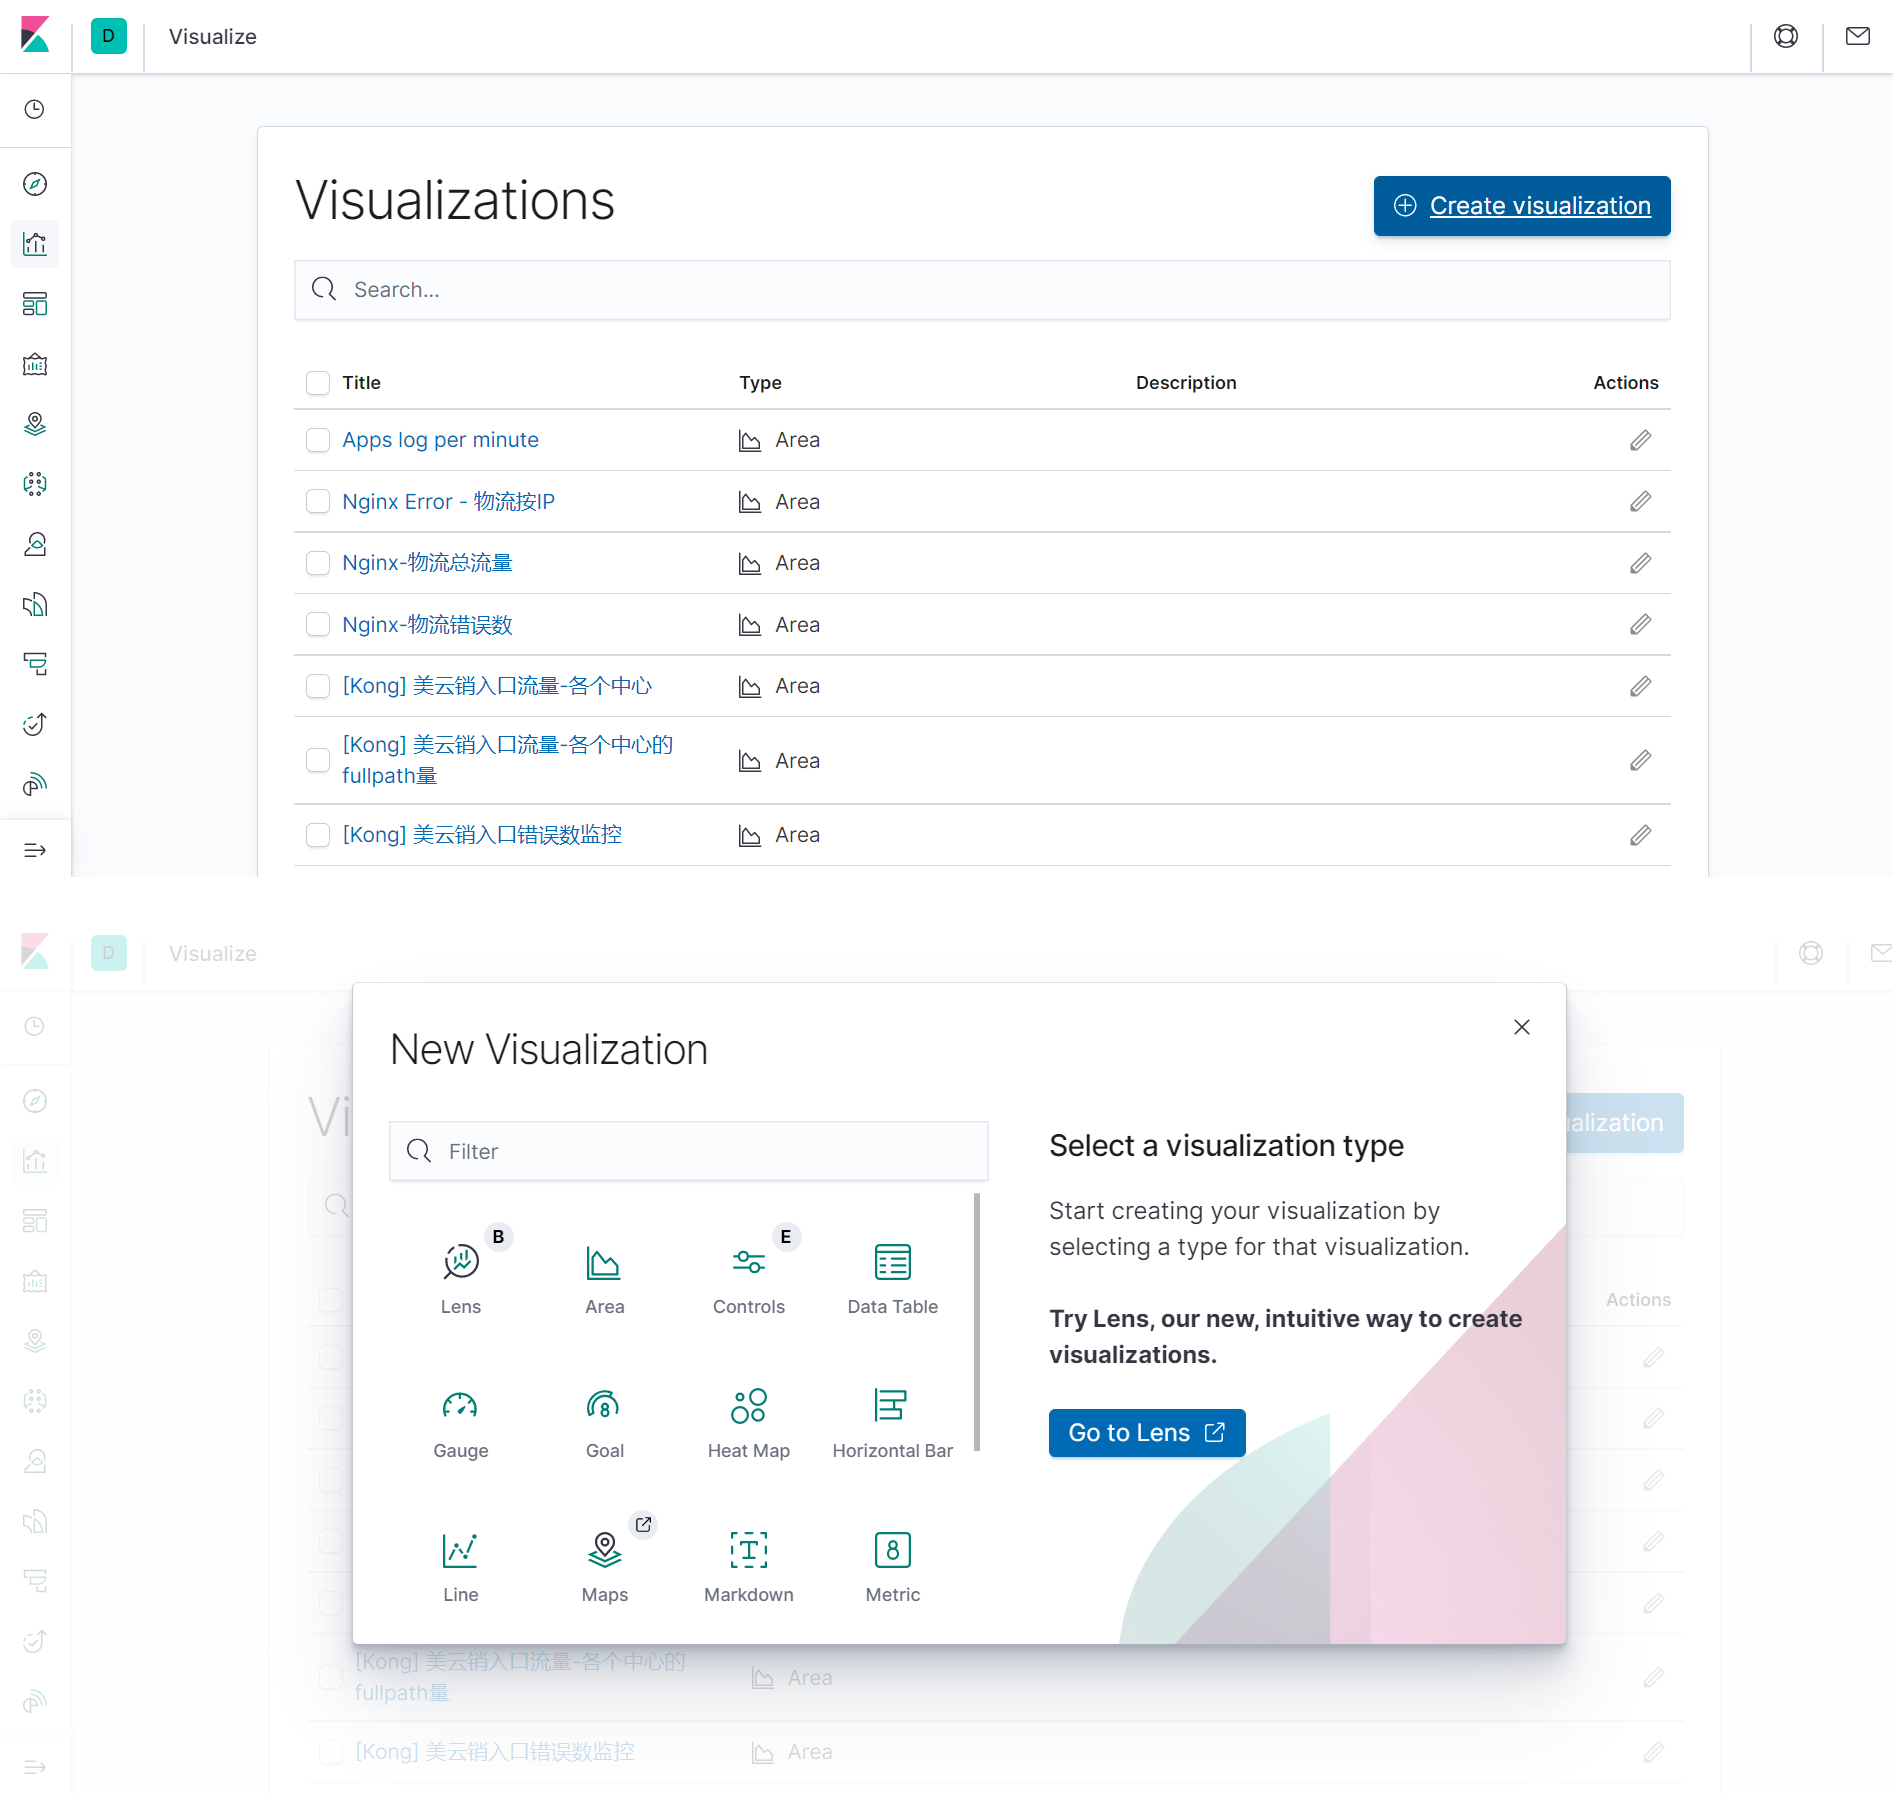 D Visualize
Visualizations
Create visualization
Search...
Title Type Description Actions
Apps log per minute Area
Nginx Error - 物流按IP Area
Nginx-物流总流量 Area
Nginx-物流错误数 Area
[Kong] 美云销入口流量-各个中心 Area
[Kong] 美云销入口流量-各个中心的
fullpath量 Area
[Kong] 美云销入口错误数监控 Area
D Visualize
New Visualization
Vi
alization
Filter
Select a visualization type
Start creating your visualization by
selecting a type for that visualization.
B E
Lens Area Controls Data Table
Actions
Try Lens, our new, intuitive way to create
visualizations.
8
Gauge Goal Heat Map Horizontal Bar
Go to Lens
T 8
Line Maps Markdown Metric
[Kong] 美云销入口流量-各个中心的
fullpath量 Area
[Kong] 美云销入口错误数监控 Area